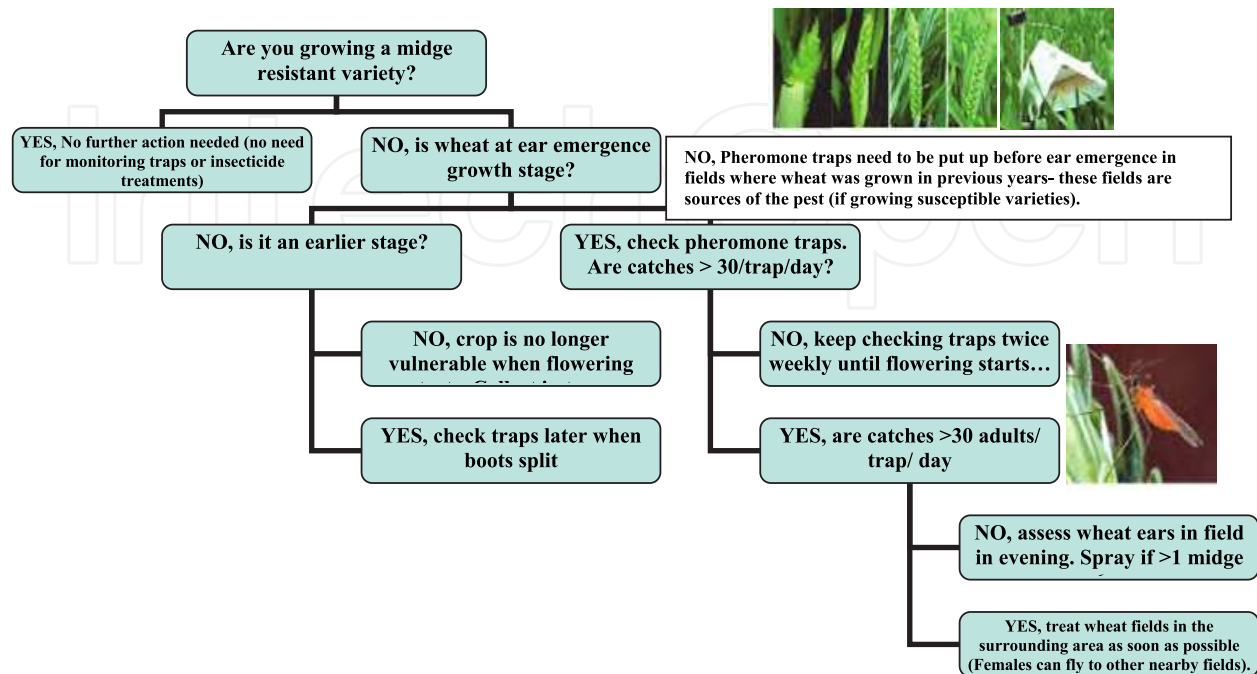 Are you growing a midge
resistant variety?
YES, No further action needed (no need
for monitoring traps or insecticide
treatments)
NO, is wheat at ear emergence
growth stage?
NO, Pheromone traps need to be put up before ear emergence in
fields where wheat was grown in previous years- these fields are
sources of the pest (if growing susceptible varieties).
NO, is it an earlier stage?
YES, check pheromone traps.
Are catches > 30/trap/day?
NO, crop is no longer
vulnerable when flowering
NO, keep checking traps twice
weekly until flowering starts…
YES, check traps later when
boots split
YES, are catches >30 adults/
trap/ day
NO, assess wheat ears in field
in evening. Spray if >1 midge
YES, treat wheat fields in the
surrounding area as soon as possible
(Females can fly to other nearby fields).